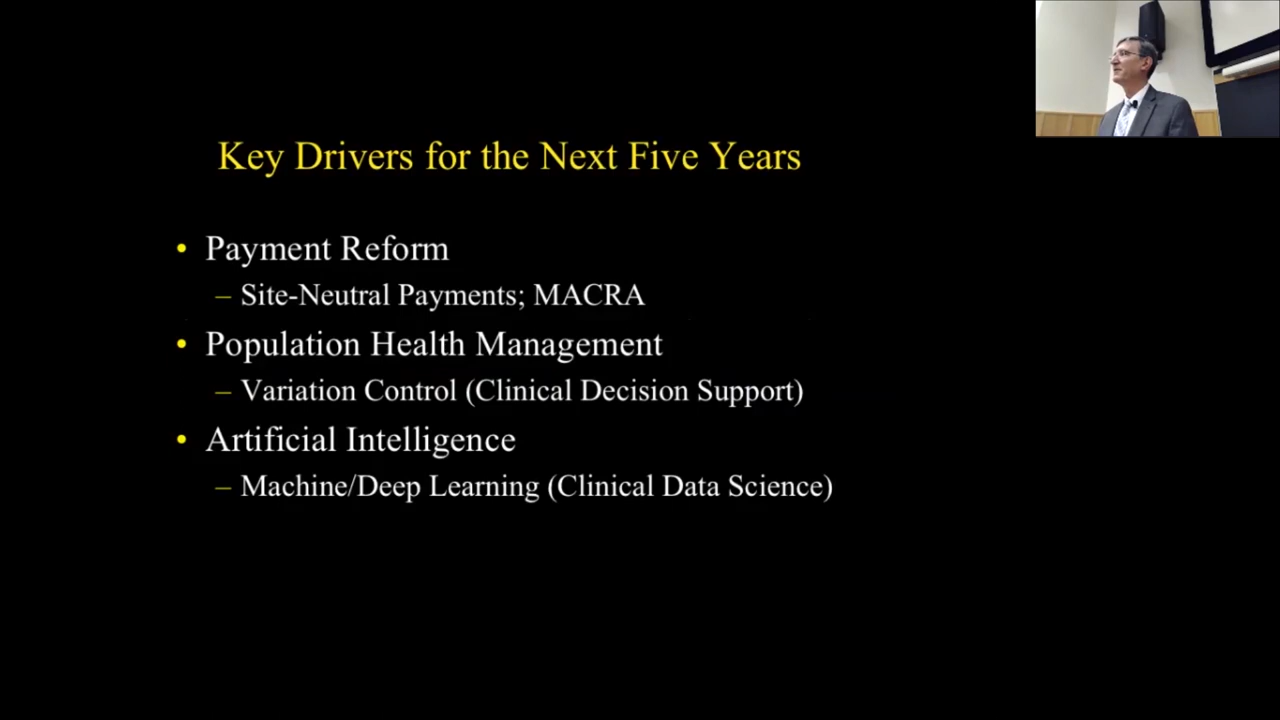 Key Drivers for the Next Five Years
• Payment Reform
– Site-Neutral Payments; MACRA
• Population Health Management
– Variation Control (Clinical Decision Support)
• Artificial Intelligence
– Machine/Deep Learning (Clinical Data Science)